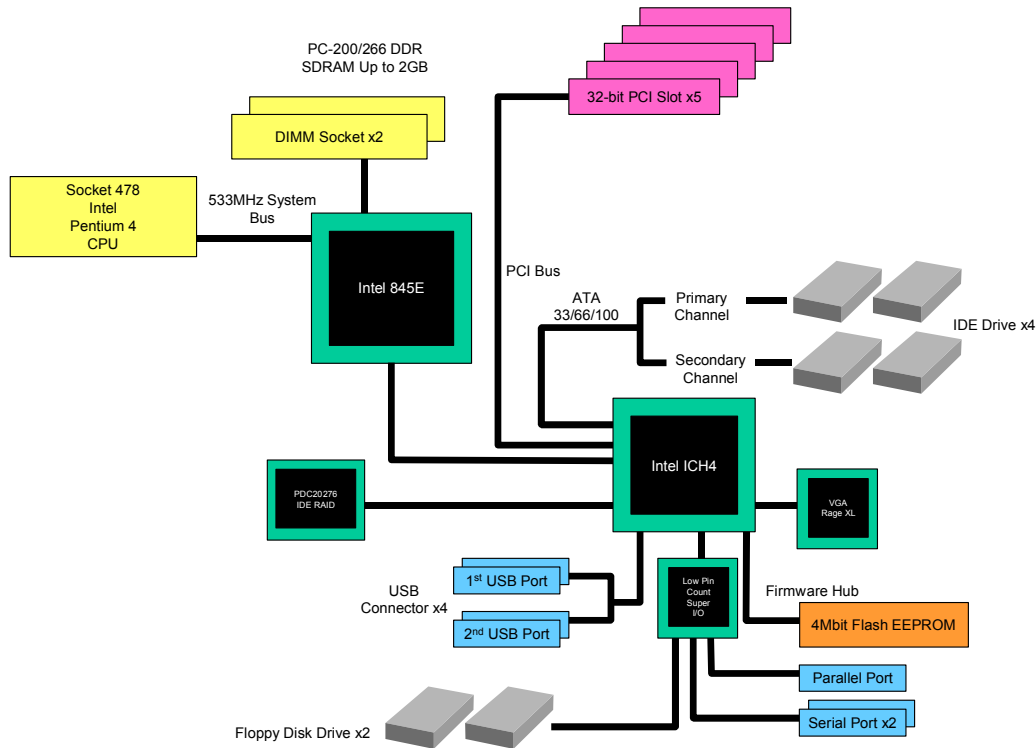 PC-200/266 DDR
SDRAM Up to 2GB
32-bit PCI Slot x5
DIMM Socket x2
Socket 478
Intel
Pentium 4
CPU
533MHz System
Bus
Intel 845E
PCI Bus
ATA
33/66/100
Primary
Channel
IDE Drive x4
Secondary
Channel
Intel ICH4
PDC20276
IDE RAID
VGA
Rage XL
USB
Connector x4
1st USB Port
2nd USB Port
Low Pin
Count
Super
I/O
Firmware Hub
4Mbit Flash EEPROM
Parallel Port
Serial Port x2
Floppy Disk Drive x2